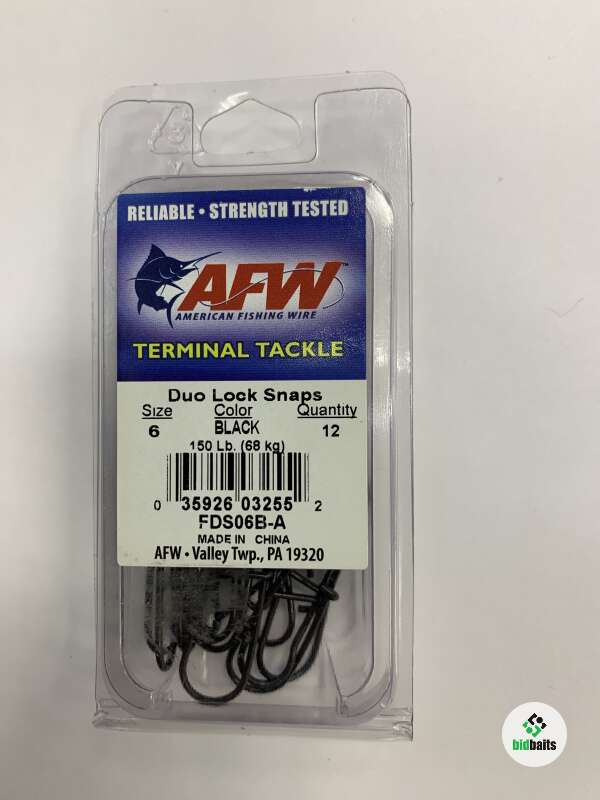 RELIABLE • STRENGTH TESTED
AFW™
AMERICAN FISHING WIRE
TERMINAL TACKLE
Duo Lock Snaps
Size Color Quantity
6 BLACK 12
150 Lb. (68 kg)
0 35926 03255 2
FDS06B-A
MADE IN CHINA
AFW • Valley Twp., PA 19320
bidbaits